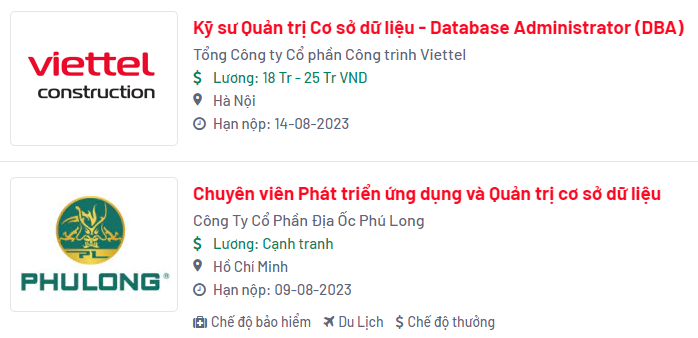 viettel
construction
Kỹ sư Quản trị Cơ sở dữ liệu - Database Administrator (DBA)
Tổng Công ty Cổ phần Công trình Viettel
$ Lương: 18 Tr - 25 Tr VND
Hà Nội
Hạn nộp: 14-08-2023
PL
PHULONG®
Chuyên viên Phát triển ứng dụng và Quản trị cơ sở dữ liệu
Công Ty Cổ Phần Địa Ốc Phú Long
$ Lương: Cạnh tranh
Hồ Chí Minh
Hạn nộp: 09-08-2023
Chế độ bảo hiểm Du Lịch $ Chế độ thưởng